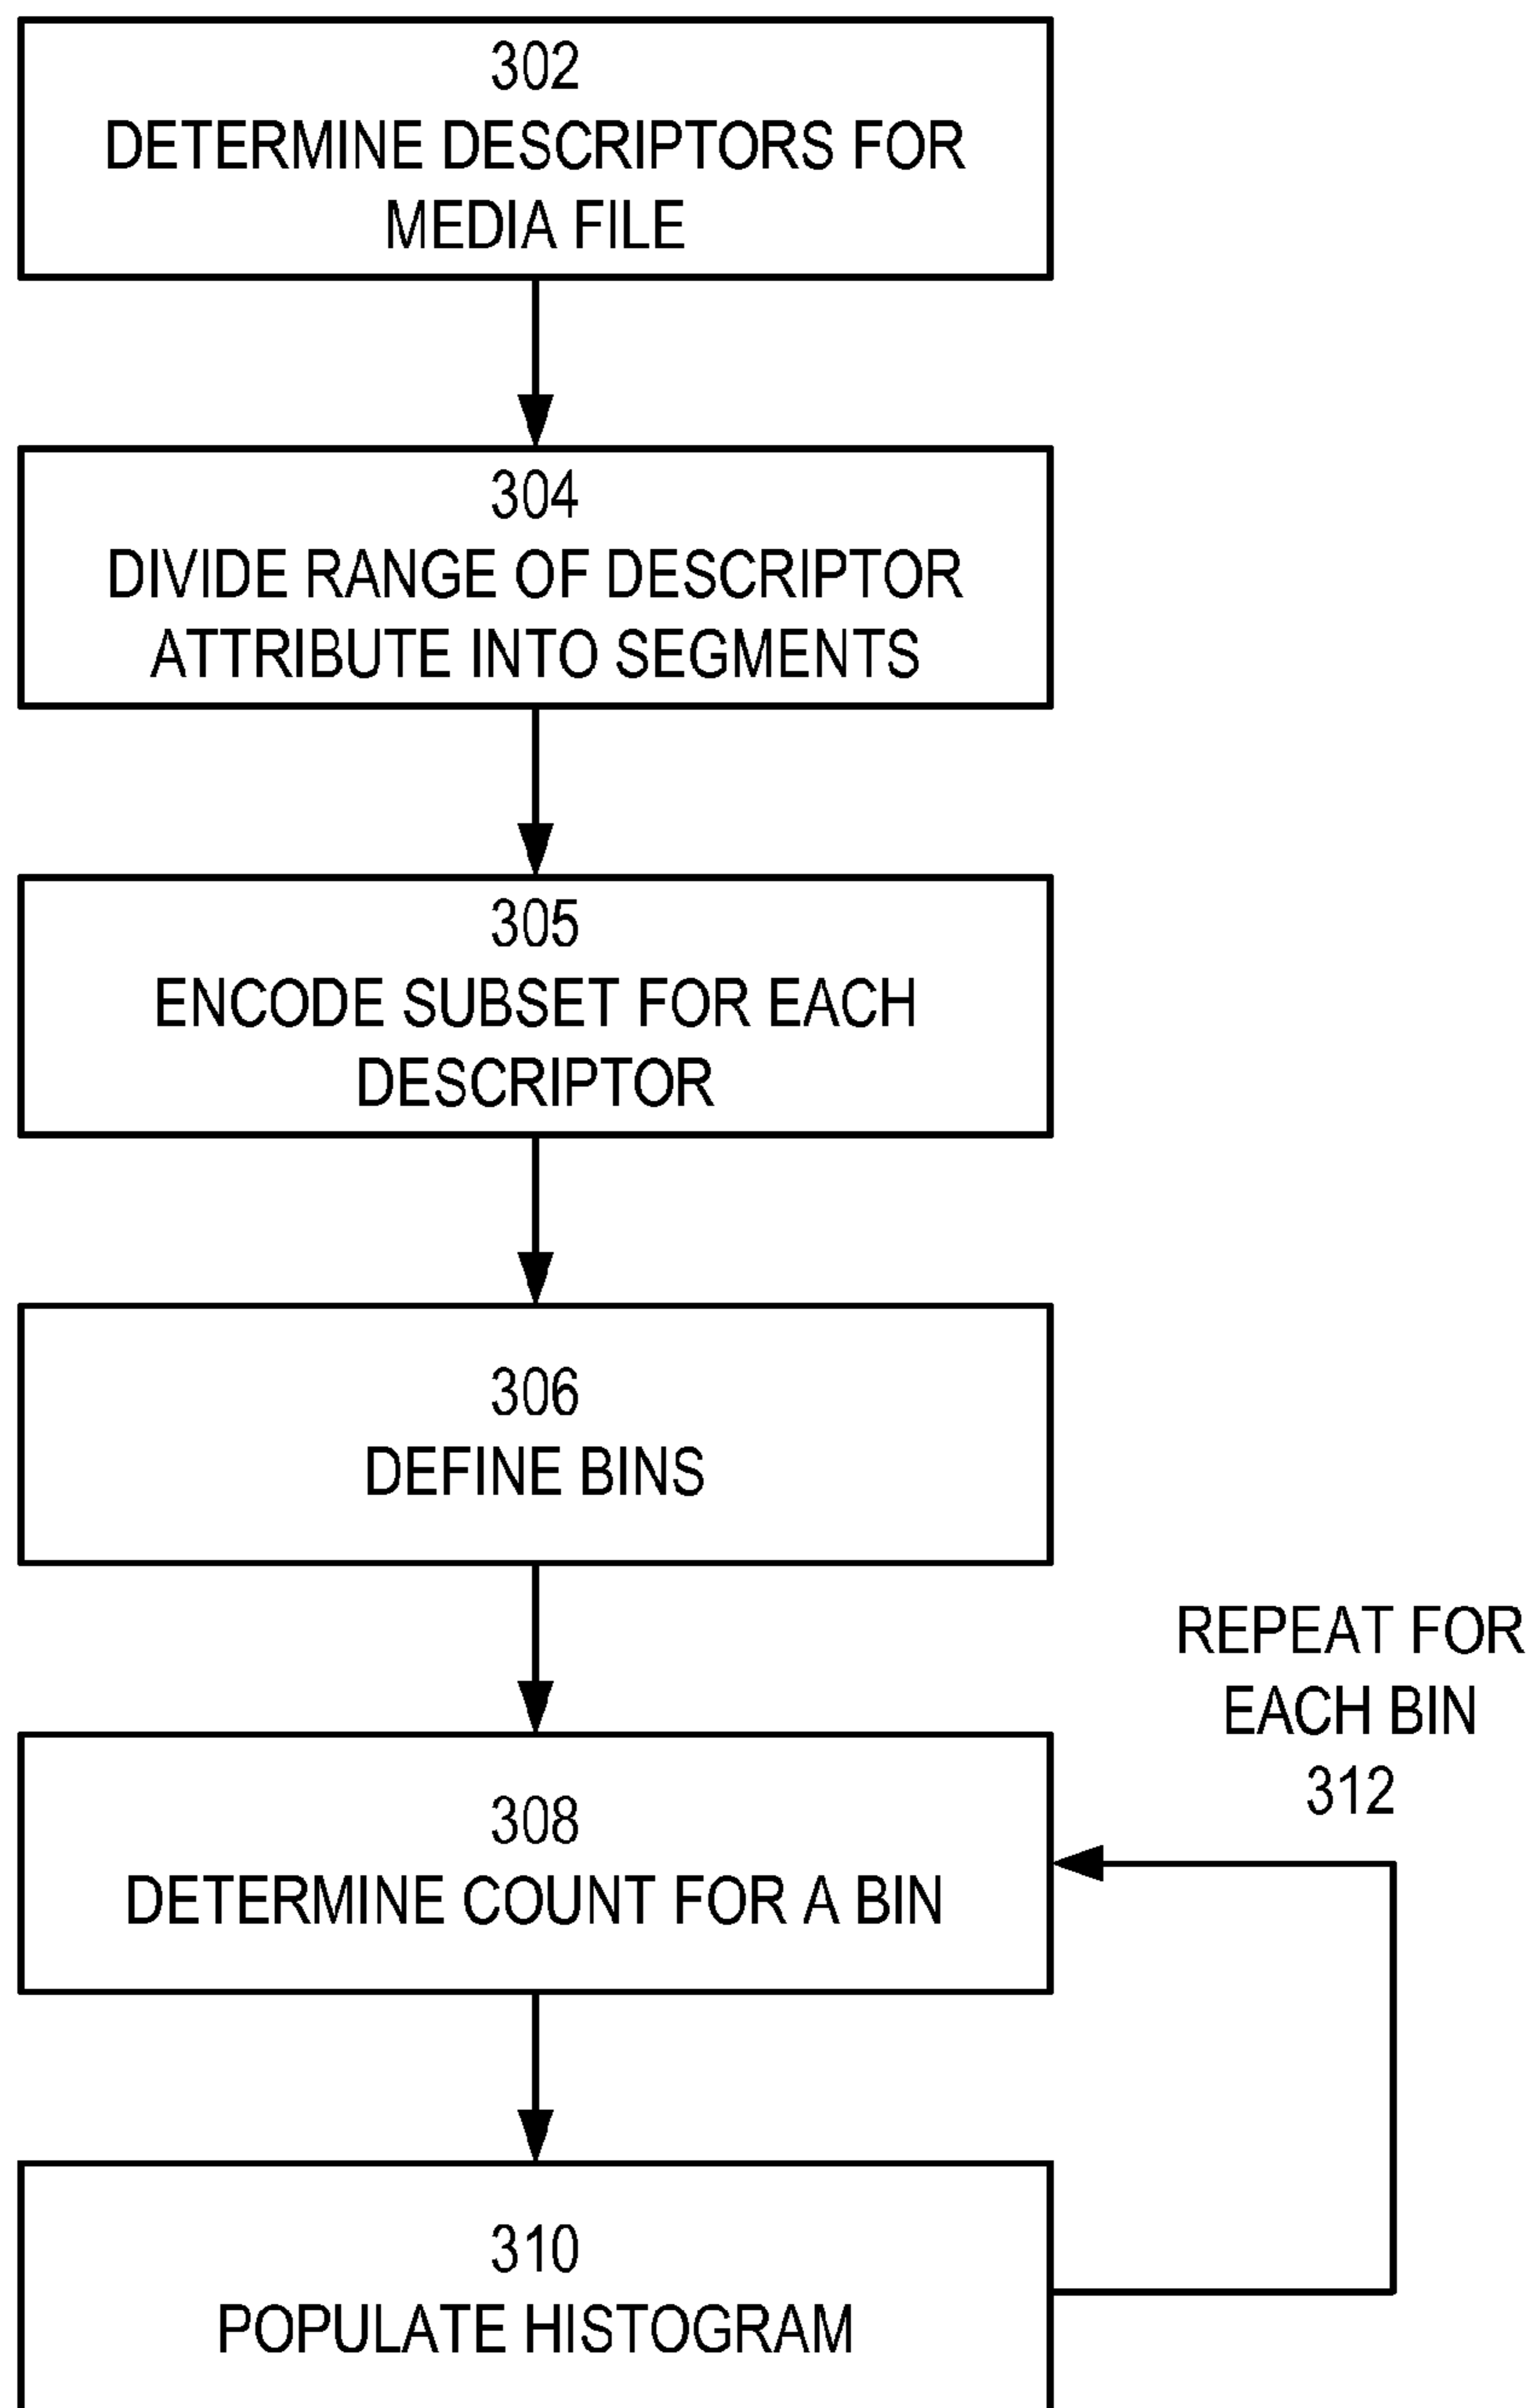 302
DETERMINE DESCRIPTORS FOR
MEDIA FILE
304
DIVIDE RANGE OF DESCRIPTOR
ATTRIBUTE INTO SEGMENTS
305
ENCODE SUBSET FOR EACH
DESCRIPTOR
306
DEFINE BINS
REPEAT FOR
EACH BIN
312
308
DETERMINE COUNT FOR A BIN
310
POPULATE HISTOGRAM